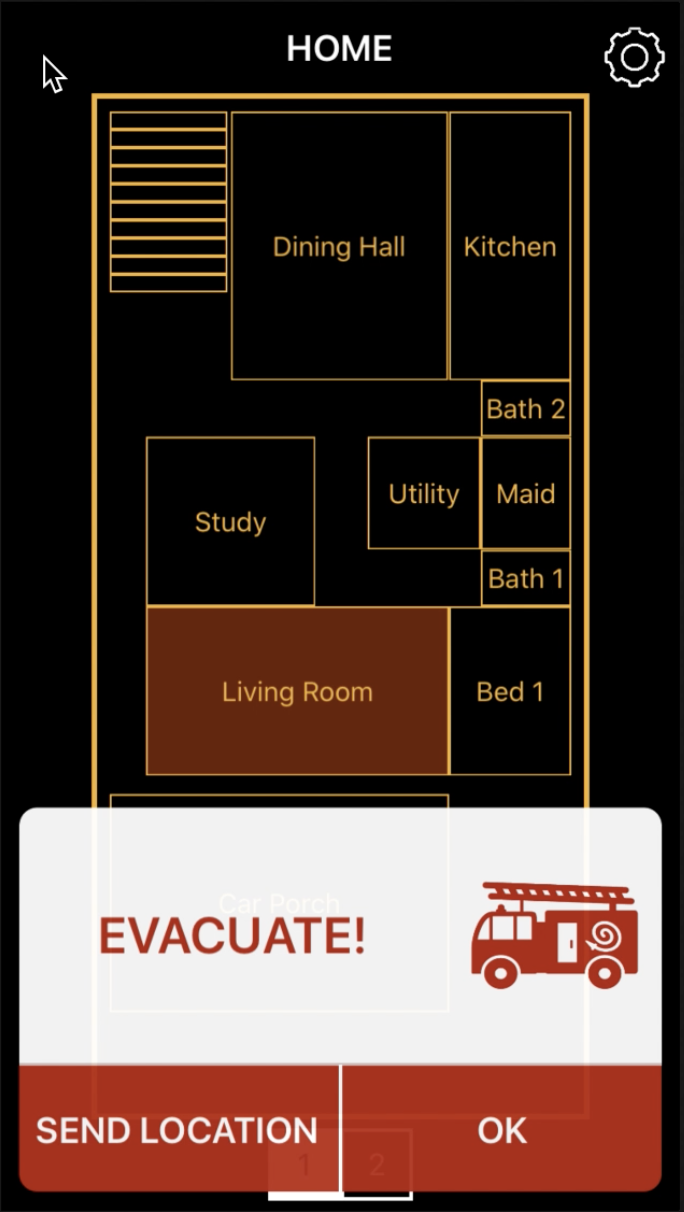 HOME
Dining Hall
Kitchen
Bath 2
Utility
Maid
Study
Bath 1
Living Room
Bed 1
Car Porch
EVACUATE!
SEND LOCATION
OK
1
2